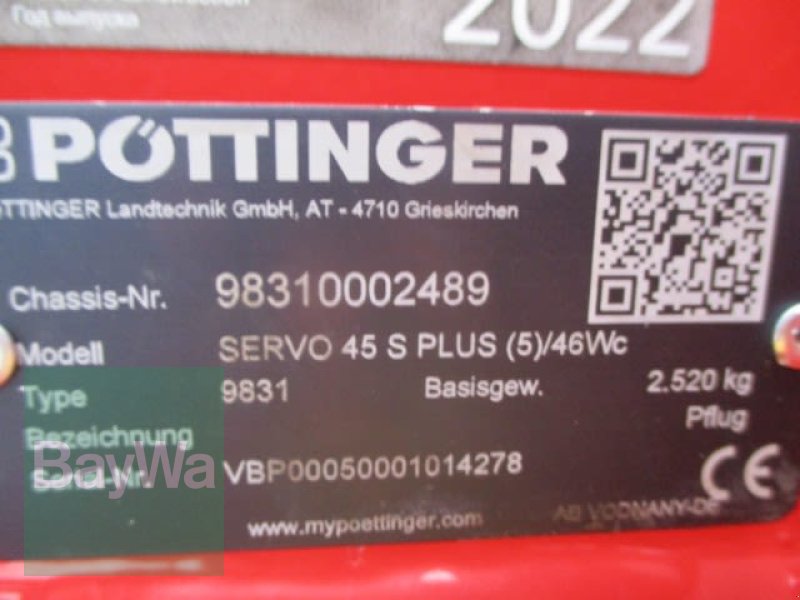 Год выпуска
2022
PÖTTINGER
TTINGER Landtechnik GmbH, AT - 4710 Grieskirchen
Chassis-Nr. 98310002489
Modell SERVO 45 S PLUS (5)/46Wc
Type 9831 Basisgew. 2.520 kg
Bezeichnung Pflug
Serial-Nr. VBP00050001014278
BayWa
CE
www.mypoettinger.com AB VODNANY-DE